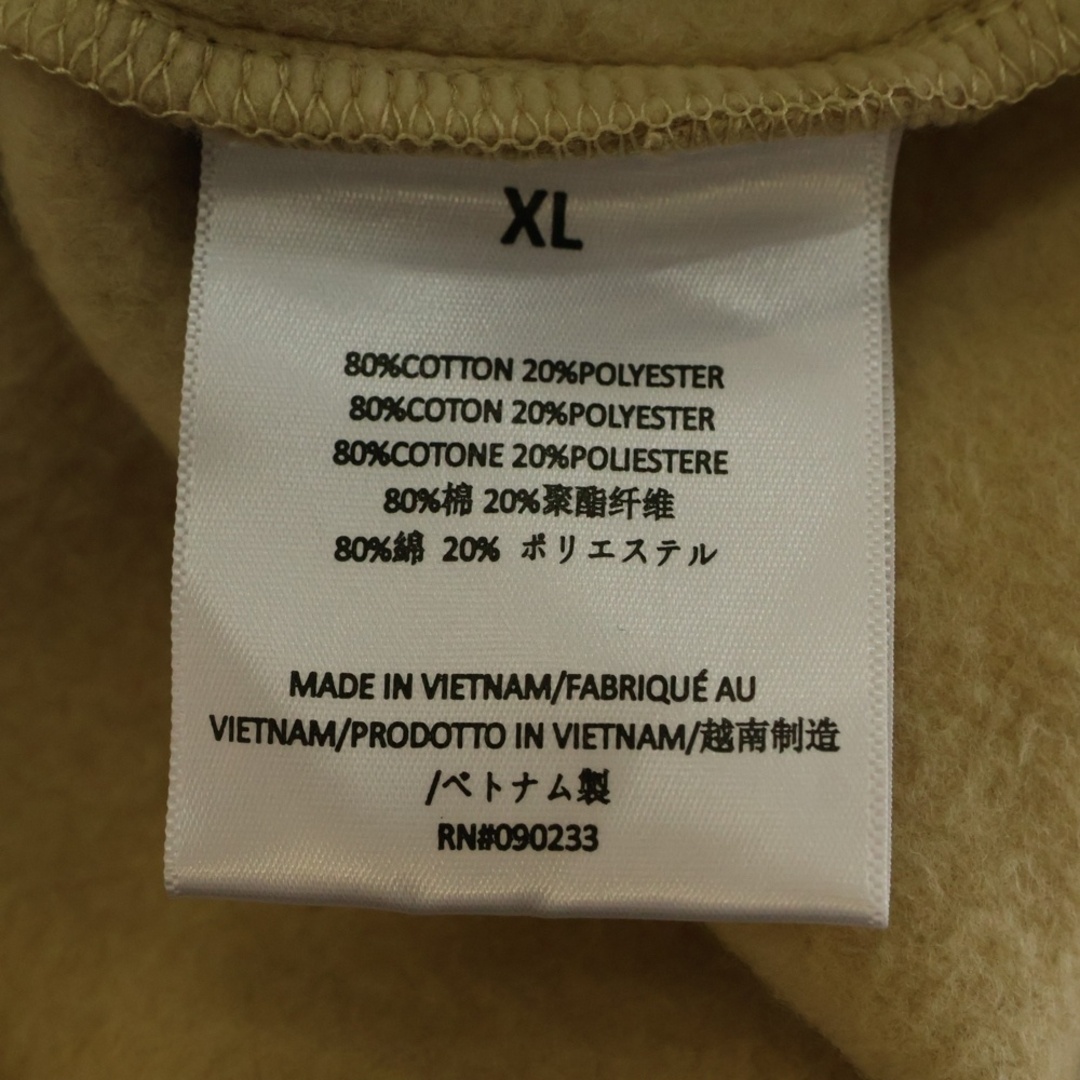 XL
80%COTTON 20%POLYESTER
80%COTON 20%POLYESTER
80%COTONE 20%POLIESTERE
80%棉 20%聚酯纤维
80%綿 20% ポリエステル
MADE IN VIETNAM/FABRIQUÉ AU
VIETNAM/PRODOTTO IN VIETNAM/越南制造
/ベトナム製
RN#090233